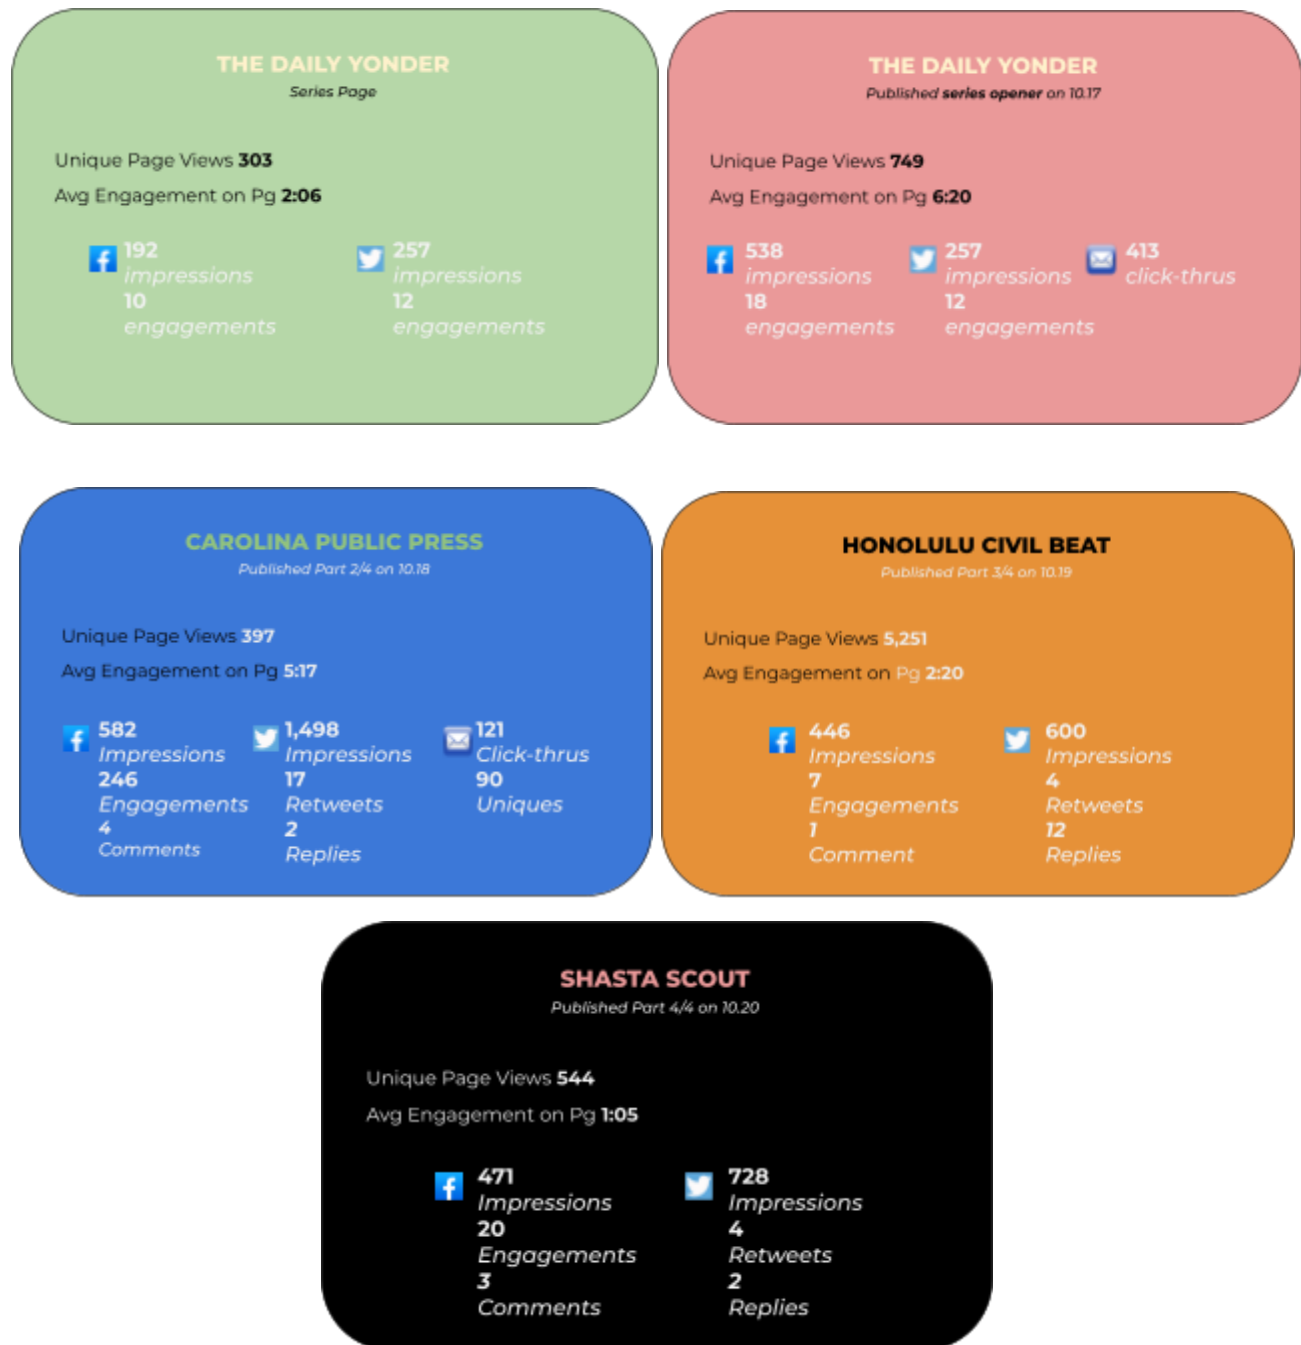 THE DAILY YONDER
Series Page
Unique Page Views 303
Avg Engagement on Pg 2:06
192
impressions
10
engagements
257
impressions
12
engagements
THE DAILY YONDER
Published series opener on 10.17
Unique Page Views 749
Avg Engagement on Pg 6:20
538
impressions
18
engagements
257
impressions
12
engagements
413
click-thrus
CAROLINA PUBLIC PRESS
Published Part 2/4 on 10.18
Unique Page Views 397
Avg Engagement on Pg 5:17
582
Impressions
246
Engagements
4
Comments
1,498
Impressions
17
Retweets
2
Replies
121
Click-thrus
90
Uniques
HONOLULU CIVIL BEAT
Published Part 3/4 on 10.19
Unique Page Views 5,251
Avg Engagement on Pg 2:20
446
Impressions
7
Engagements
1
Comment
600
Impressions
4
Retweets
12
Replies
SHASTA SCOUT
Published Part 4/4 on 10.20
Unique Page Views 544
Avg Engagement on Pg 1:05
471
Impressions
20
Engagements
3
Comments
728
Impressions
4
Retweets
2
Replies